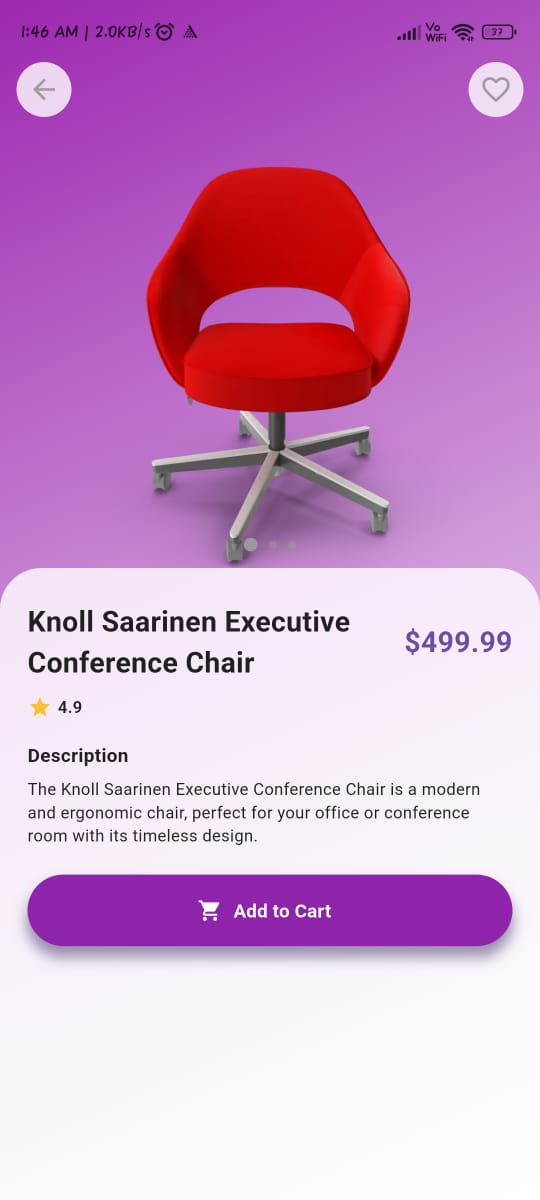 1:46 AM | 2.0KB/s Vo WiFi 37
Knoll Saarinen Executive
Conference Chair
$499.99
4.9
Description
The Knoll Saarinen Executive Conference Chair is a modern
and ergonomic chair, perfect for your office or conference
room with its timeless design.
Add to Cart